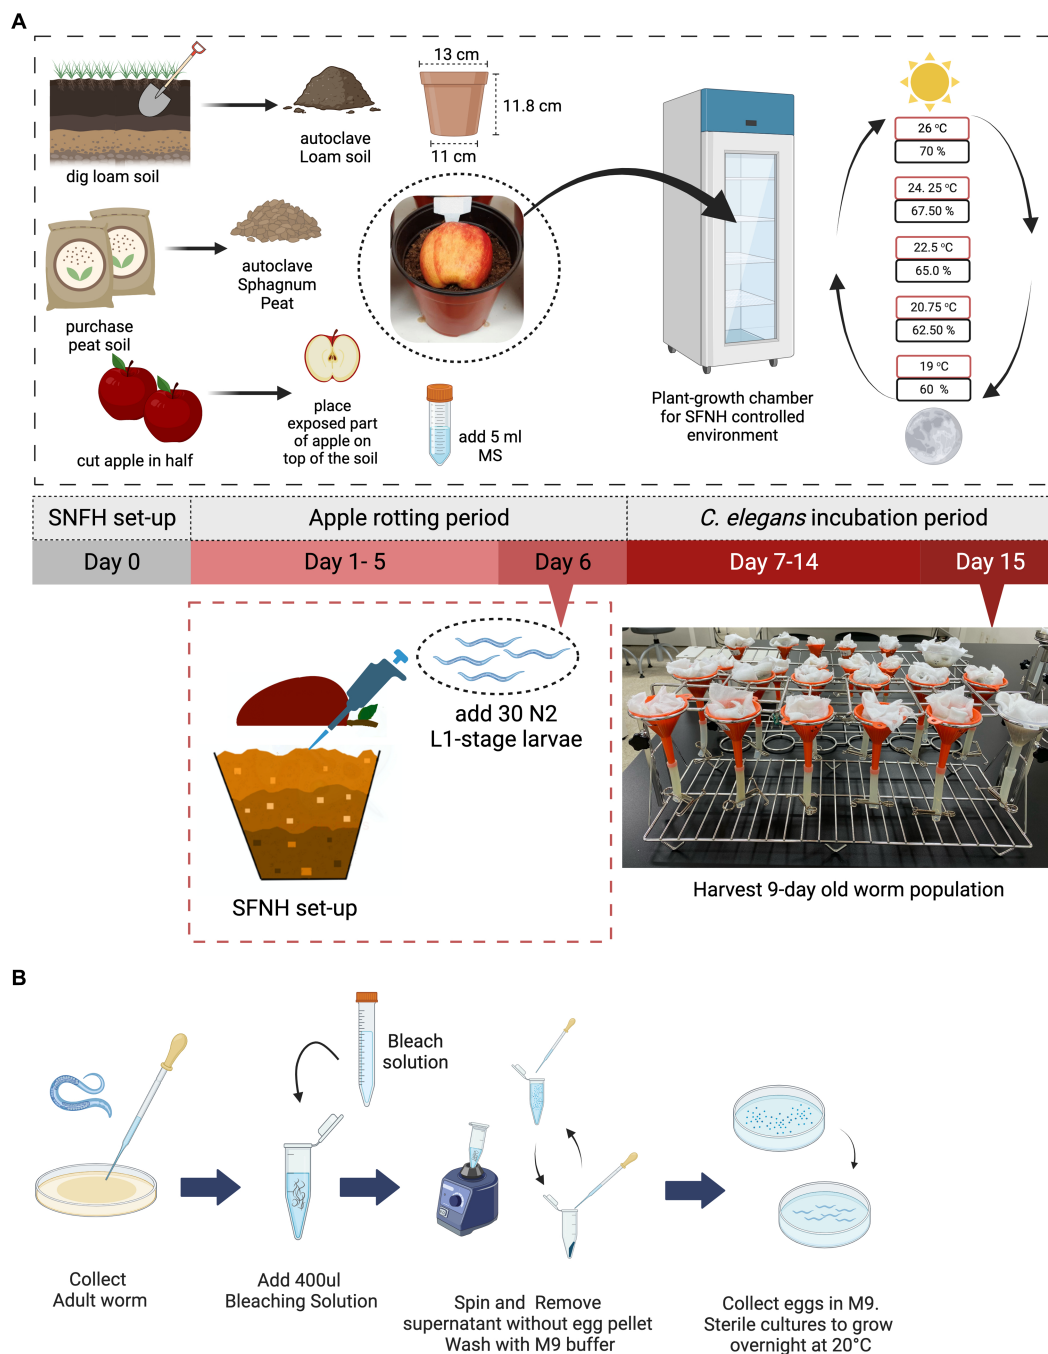 A
dig loam soil
autoclave
Loam soil
13 cm
11.8 cm
11 cm
purchase
peat soil
autoclave
Sphagnum
Peat
cut apple in half
place
exposed part
of apple on
top of the soil
add 5 ml
MS
Plant-growth chamber
for SFNH controlled
environment
26 °C
70 %
24. 25 °C
67.50 %
22.5 °C
65.0 %
20.75 °C
62.50 %
19 °C
60 %
SNFH set-up
Apple rotting period
C. elegans incubation period
Day 0
Day 1- 5
Day 6
Day 7-14
Day 15
add 30 N2
L1-stage larvae
SFNH set-up
Harvest 9-day old worm population
B
Bleach
solution
Collect
Adult worm
Add 400ul
Bleaching Solution
Spin and Remove
supernatant without egg pellet
Wash with M9 buffer
Collect eggs in M9.
Sterile cultures to grow
overnight at 20°C